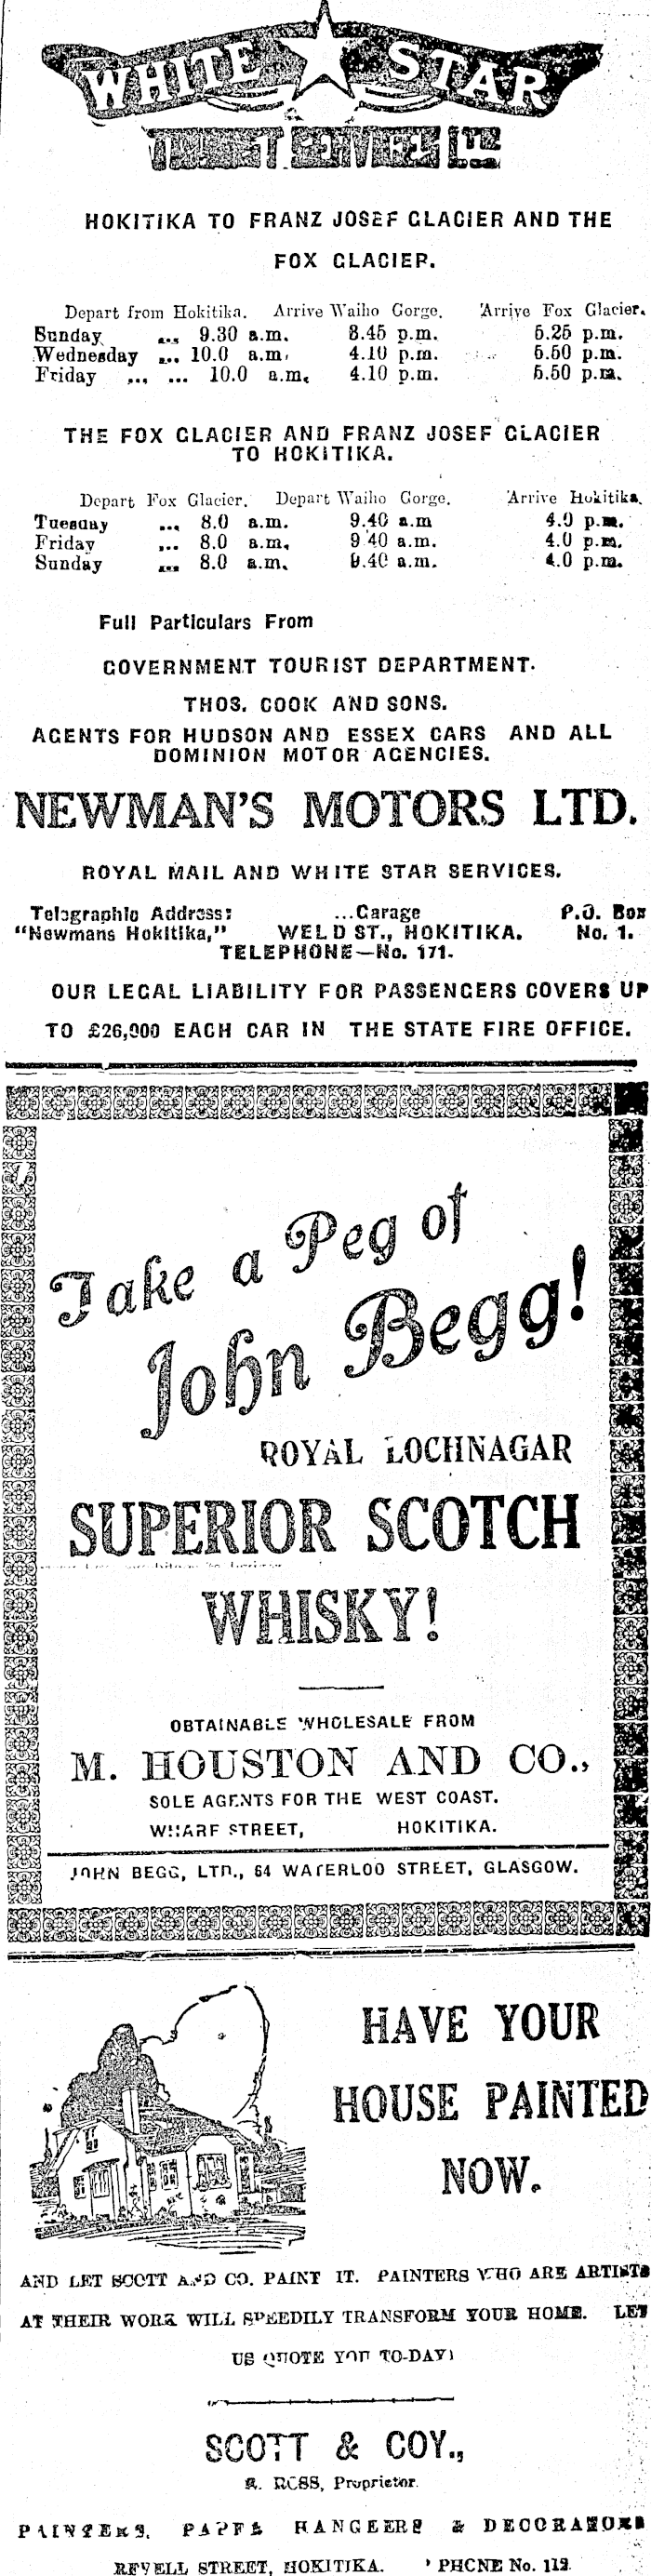 WHITE STAR
HOKITIKA TO FRANZ JOSEF GLACIER AND THE
FOX GLACIER.
Depart from Hokitika. Arrive Waiho Gorge. Arrive Fox Glacier.
Sunday ... 9.30 a.m. 3.45 p.m. 5.25 p.m.
Wednesday ... 10.0 a.m. 4.10 p.m. 5.50 p.m.
Friday ... ... 10.0 a.m. 4.10 p.m. 5.50 p.m.
THE FOX GLACIER AND FRANZ JOSEF GLACIER
TO HOKITIKA.
Depart Fox Glacier. Depart Waiho Gorge. Arrive Hokitika.
Tuesday ... 8.0 a.m. 9.40 a.m 4.0 p.m.
Friday ... 8.0 a.m. 9 40 a.m. 4.0 p.m.
Sunday ... 8.0 a.m. 9.40 a.m. 4.0 p.m.
Full Particulars From
GOVERNMENT TOURIST DEPARTMENT.
THOS. COOK AND SONS.
AGENTS FOR HUDSON AND ESSEX CARS AND ALL
DOMINION MOTOR AGENCIES.
NEWMAN'S MOTORS LTD.
ROYAL MAIL AND WHITE STAR SERVICES.
Telegraphic Address: ...Garage P.O. Box
"Newmans Hokitika," WELD ST., HOKITIKA. No. 1.
TELEPHONE—No. 171.
OUR LEGAL LIABILITY FOR PASSENGERS COVERS UP
TO £26,000 EACH CAR IN THE STATE FIRE OFFICE.
Take a Peg of
John Begg!
ROYAL LOCHNAGAR
SUPERIOR SCOTCH
WHISKY!
OBTAINABLE WHOLESALE FROM
M. HOUSTON AND CO.,
SOLE AGENTS FOR THE WEST COAST.
WHARF STREET, HOKITIKA.
JOHN BEGG, LTD., 64 WATERLOO STREET, GLASGOW.
HAVE YOUR
HOUSE PAINTED
NOW.
AND LET SCOTT AND CO. PAINT IT. PAINTERS WHO ARE ARTISTS
AT THEIR WORK WILL SPEEDILY TRANSFORM YOUR HOME. LET
US QUOTE YOU TO-DAY!
SCOTT & COY.,
ROSS, Proprietor.
PAINTERS, PAPER HANGEERS & DECORATORS
REVELL STREET, HOKITIKA. 'PHONE No. 112.